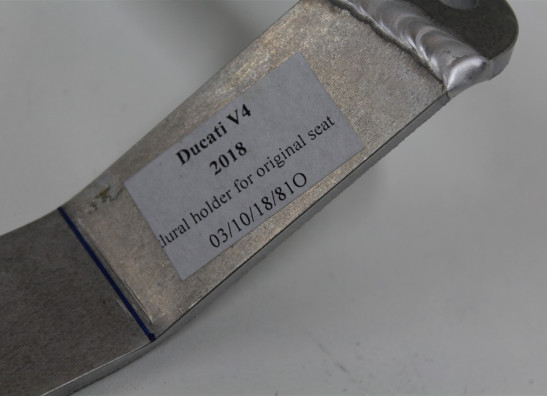 Ducati V4
2018
dural holder for original seat
03/10/18/81O